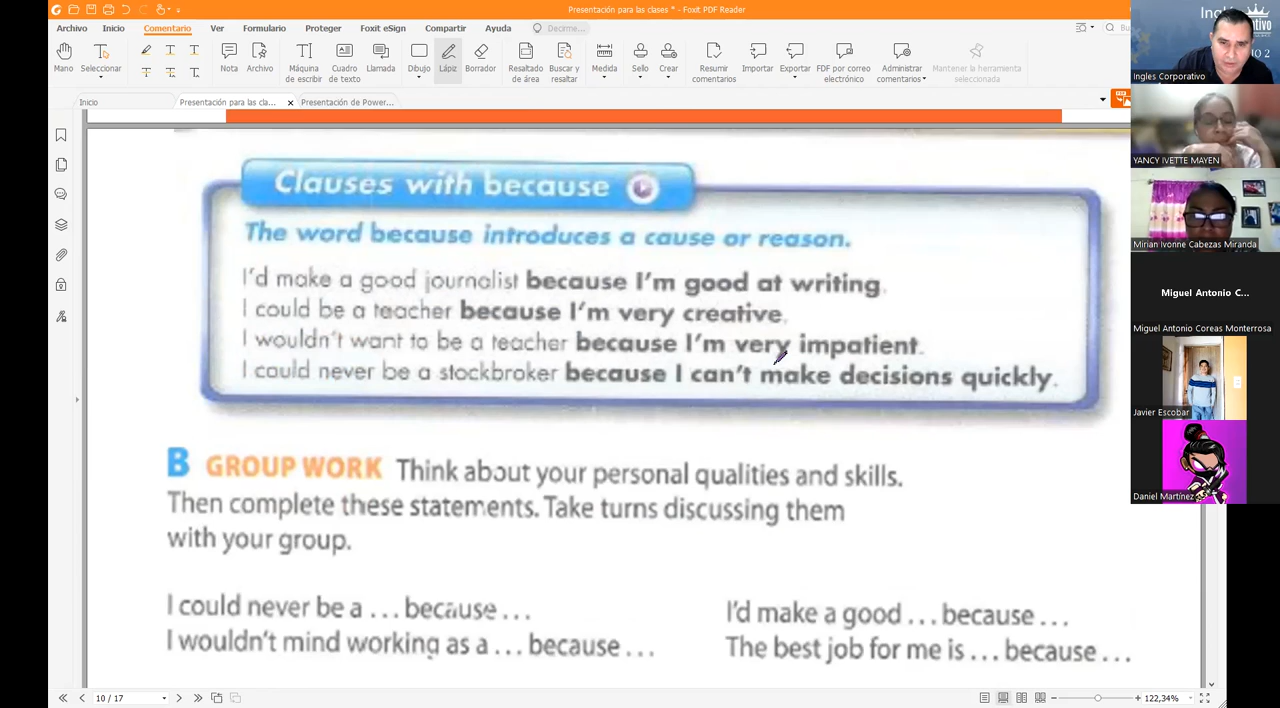 Presentación para las clases * - Foxit PDF Reader
Archivo Inicio Comentario Ver Formulario Proteger Foxit eSign Compartir Ayuda Decirme...
Mano Seleccionar Nota Archivo Máquina de escribir Cuadro de texto Llamada Dibujo Lápiz Borrador Resaltado de área Buscar y resaltar Medida Sello Crear Resumir comentarios Importar Exportar FDF por correo electrónico Administrar comentarios Mantener la herramienta seleccionada
Inicio Presentación para las cla... Presentación de Power...
Clauses with because
The word because introduces a cause or reason.
I'd make a good journalist because I'm good at writing.
I could be a teacher because I'm very creative.
I wouldn't want to be a teacher because I'm very impatient.
I could never be a stockbroker because I can't make decisions quickly.
B GROUP WORK Think about your personal qualities and skills.
Then complete these statements. Take turns discussing them
with your group.
I could never be a ... because ...
I wouldn't mind working as a ... because ...
I'd make a good ... because ...
The best job for me is ... because ...
10 / 17
122,34%
Ingles Corporativo
YANCY IVETTE MAYEN
Mirian Ivonne Cabezas Miranda
Miguel Antonio C...
Miguel Antonio Coreas Monterrosa
Javier Escobar
Daniel Martínez